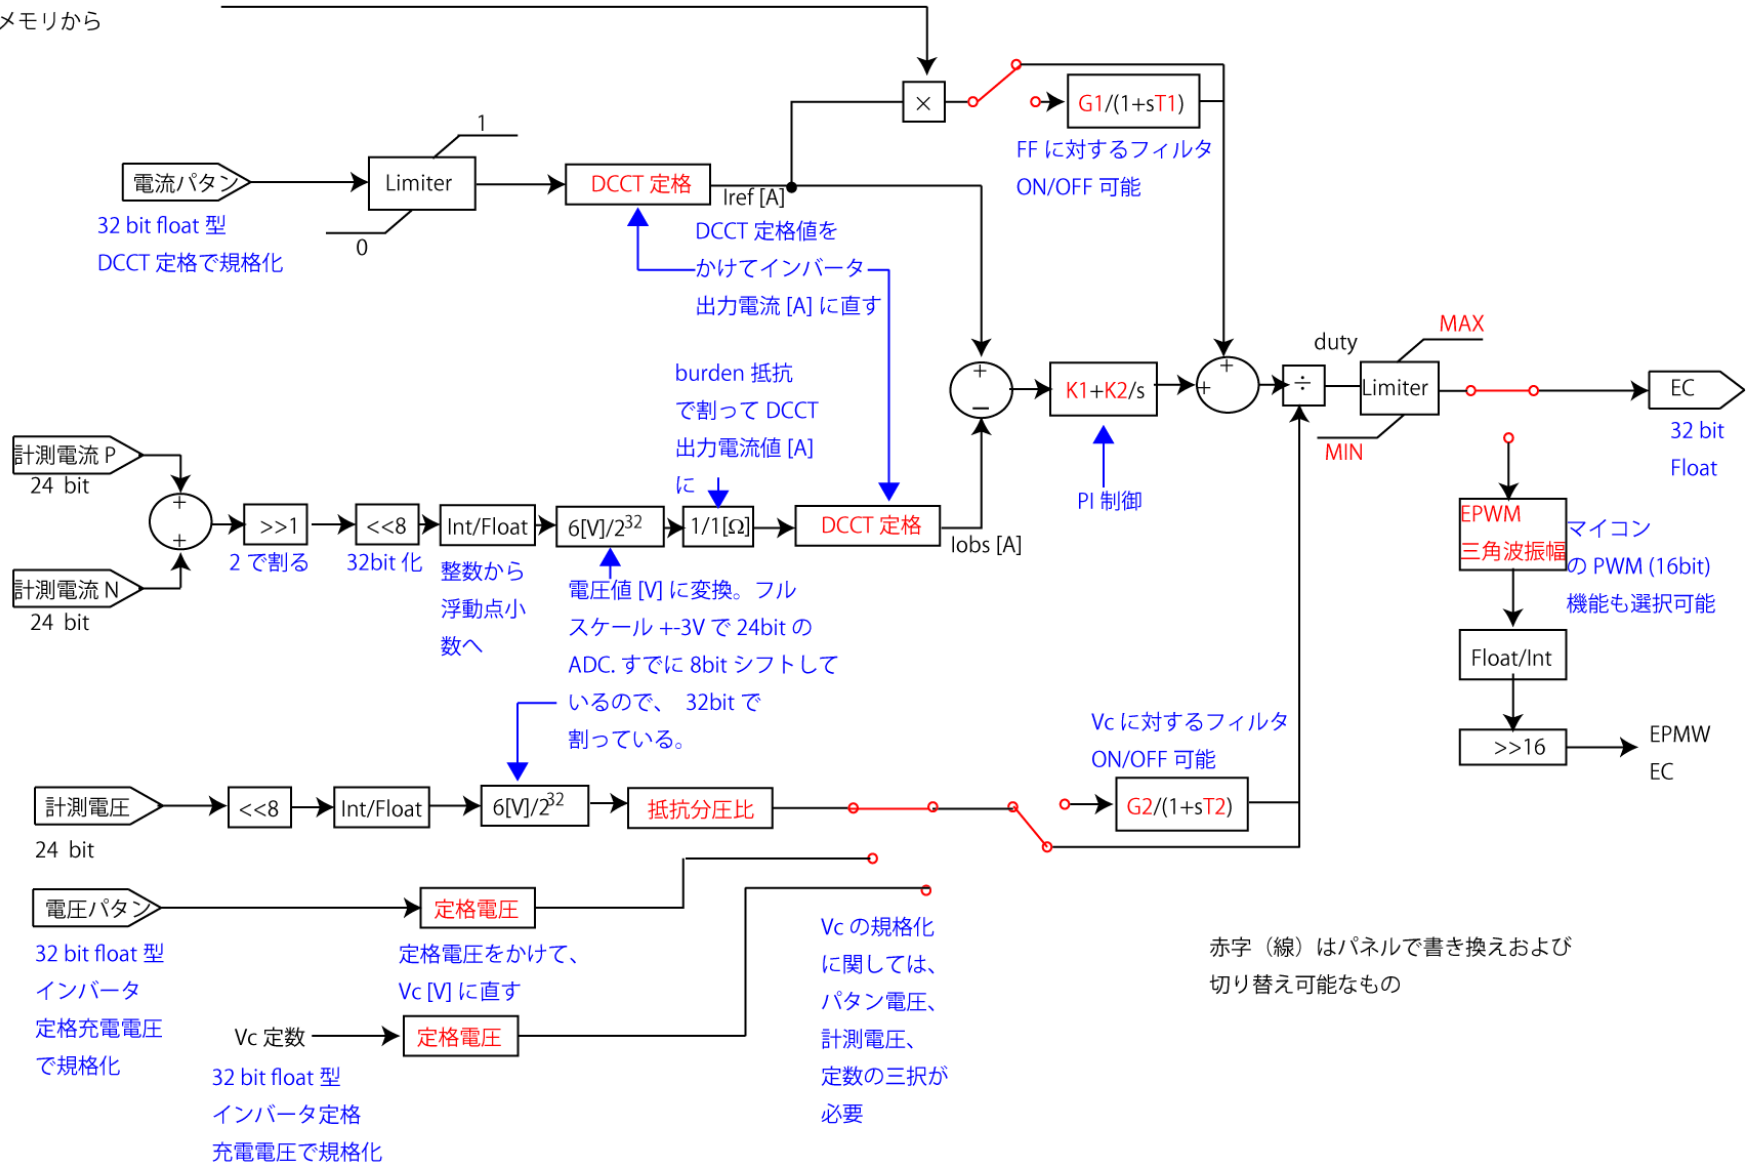 メモリから
×
G1/(1+sT1)
FF に対するフィルタ
ON/OFF 可能
1
電流パタン
Limiter
0
DCCT 定格
Iref [A]
32 bit float 型
DCCT 定格で規格化
DCCT 定格値を
かけてインバータ
出力電流 [A] に直す
burden 抵抗
で割って DCCT
出力電流値 [A]
に
計測電流 P
24 bit
計測電流 N
24 bit
+
+
>>1
2 で割る
<<8
32bit 化
Int/Float
整数から
浮動点小
数へ
6[V]/2³²
1/1[Ω]
DCCT 定格
Iobs [A]
電圧値 [V] に変換。フル
スケール +-3V で 24bit の
ADC. すでに 8bit シフトして
いるので、 32bit で
割っている。
+
−
K1+K2/s
PI 制御
+
+
÷
duty
MAX
Limiter
MIN
EC
32 bit
Float
EPWM
三角波振幅
マイコン
の PWM (16bit)
機能も選択可能
Float/Int
>>16
EPMW
EC
計測電圧
24 bit
<<8
Int/Float
6[V]/2³²
抵抗分圧比
Vc に対するフィルタ
ON/OFF 可能
G2/(1+sT2)
電圧パタン
32 bit float 型
インバータ
定格充電電圧
で規格化
定格電圧
定格電圧をかけて、
Vc [V] に直す
Vc 定数
定格電圧
32 bit float 型
インバータ定格
充電電圧で規格化
Vc の規格化
に関しては、
パタン電圧、
計測電圧、
定数の三択が
必要
赤字（線）はパネルで書き換えおよび
切り替え可能なもの